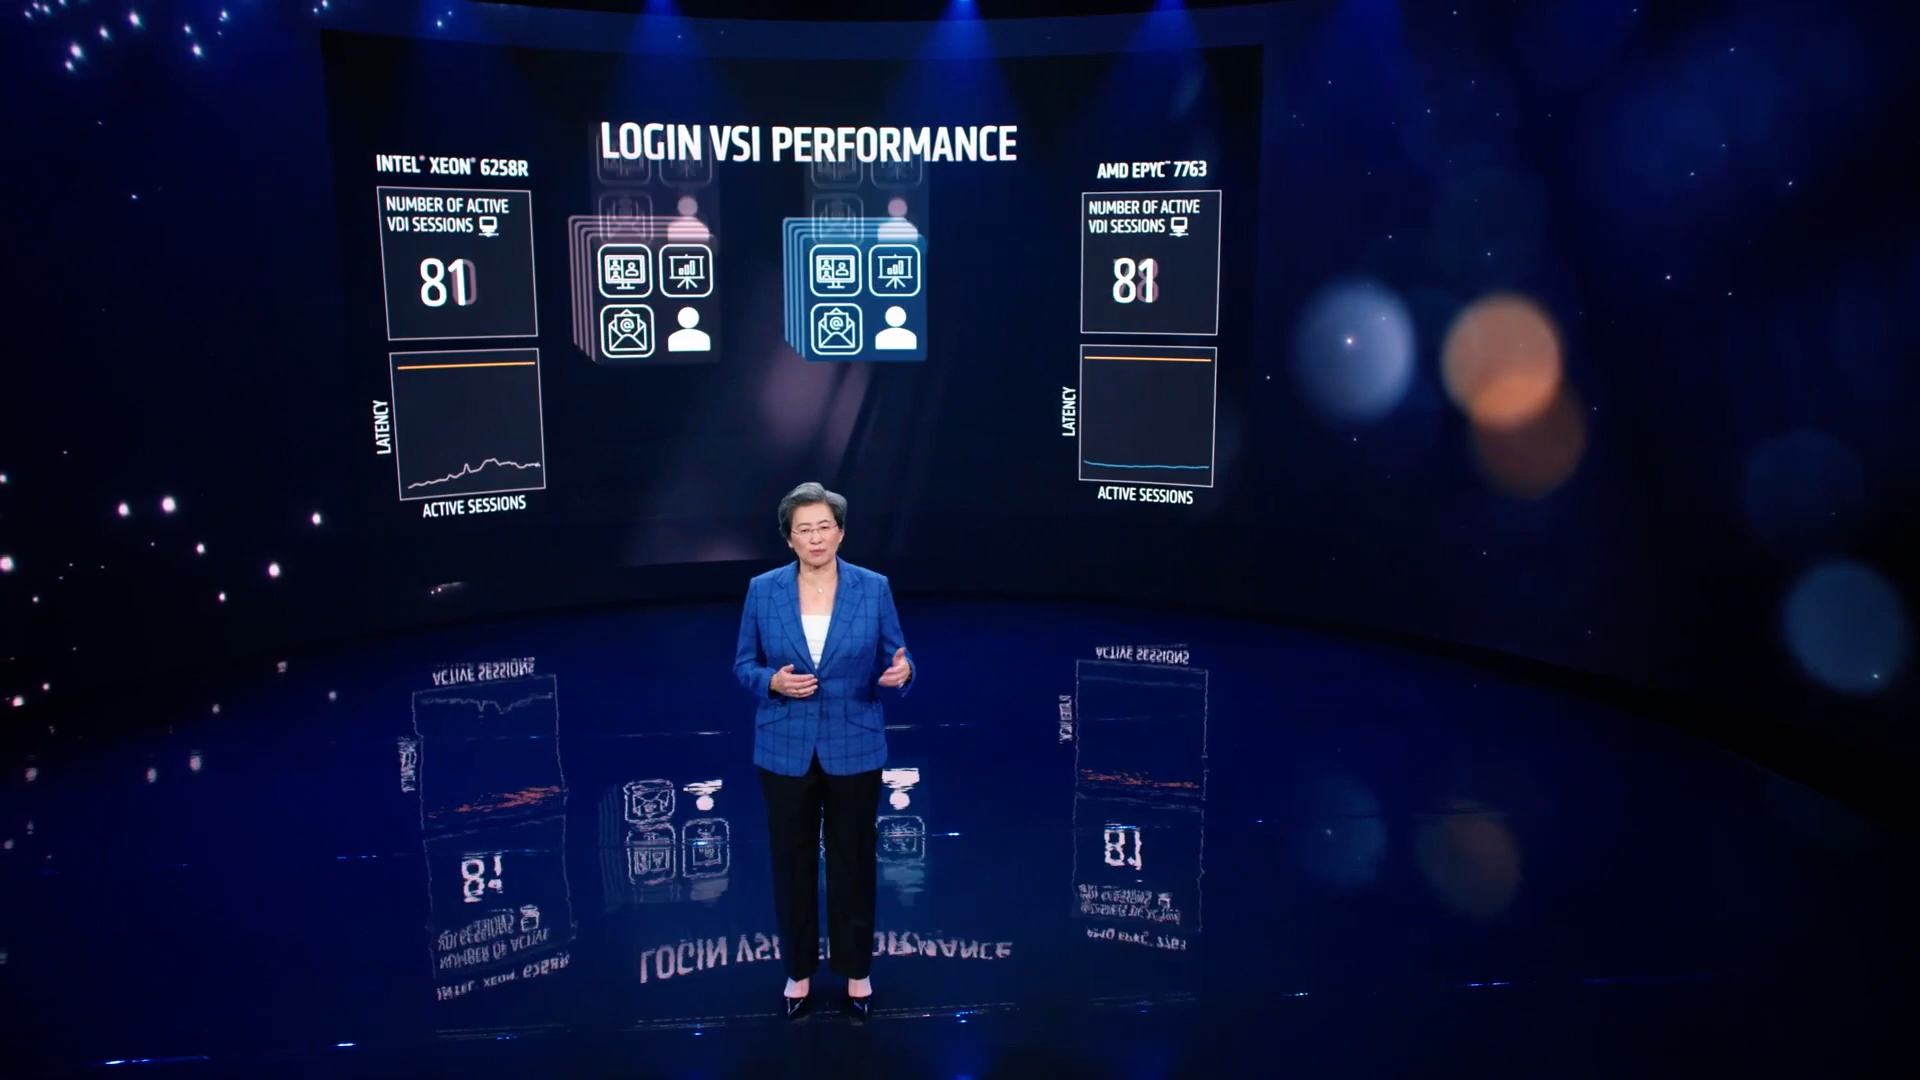 LOGIN VSI PERFORMANCE
INTEL® XEON® 6258R
NUMBER OF ACTIVE
VDI SESSIONS
81
LATENCY
ACTIVE SESSIONS
AMD EPYC™ 7763
NUMBER OF ACTIVE
VDI SESSIONS
81
LATENCY
ACTIVE SESSIONS